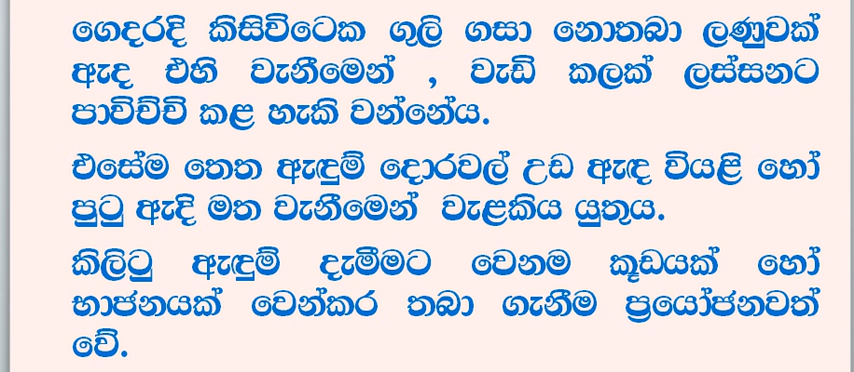 ගෙදරදි කිසිවිටෙක ගුලි ගසා නොතබා ලණුවක්
ඇද එහි වැනීමෙන් , වැඩි කලක් ලස්සනට
පාවිච්චි කළ හැකි වන්නේය.
එසේම තෙත ඇඳුම් දොරවල් උඩ ඇඳ වියළි හෝ
පුටු ඇදි මත වැනීමෙන් වැළකිය යුතුය.
කිලිටු ඇඳුම් දැමීමට වෙනම කූඩයක් හෝ
භාජනයක් වෙන්කර තබා ගැනීම ප්‍රයෝජනවත්
වේ.